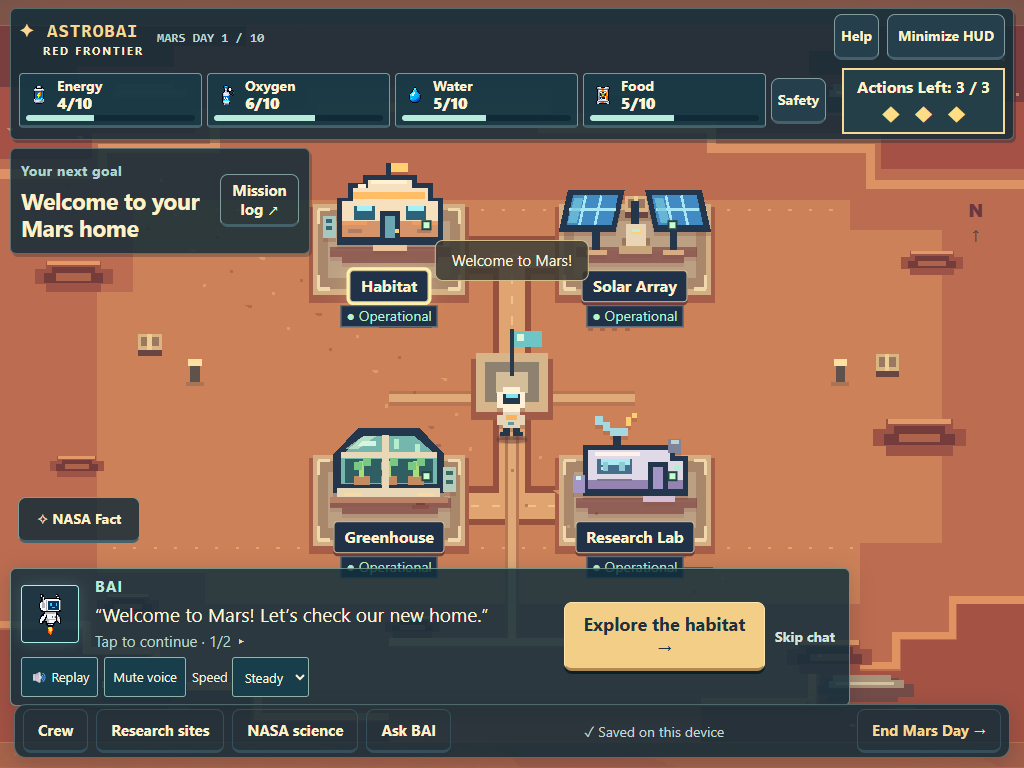 ✦ ASTROBAI
RED FRONTIER
MARS DAY 1 / 10
Help
Minimize HUD
Energy
4/10
Oxygen
6/10
Water
5/10
Food
5/10
Safety
Actions Left: 3 / 3
Your next goal
Welcome to your
Mars home
Mission
log ↗
N
↑
Welcome to Mars!
Habitat
● Operational
Solar Array
● Operational
✧ NASA Fact
Greenhouse
● Operational
Research Lab
● Operational
BAI
“Welcome to Mars! Let’s check our new home.”
Tap to continue · 1/2 ▸
Replay
Mute voice
Speed
Steady
Explore the habitat
→
Skip chat
Crew
Research sites
NASA science
Ask BAI
✓ Saved on this device
End Mars Day →